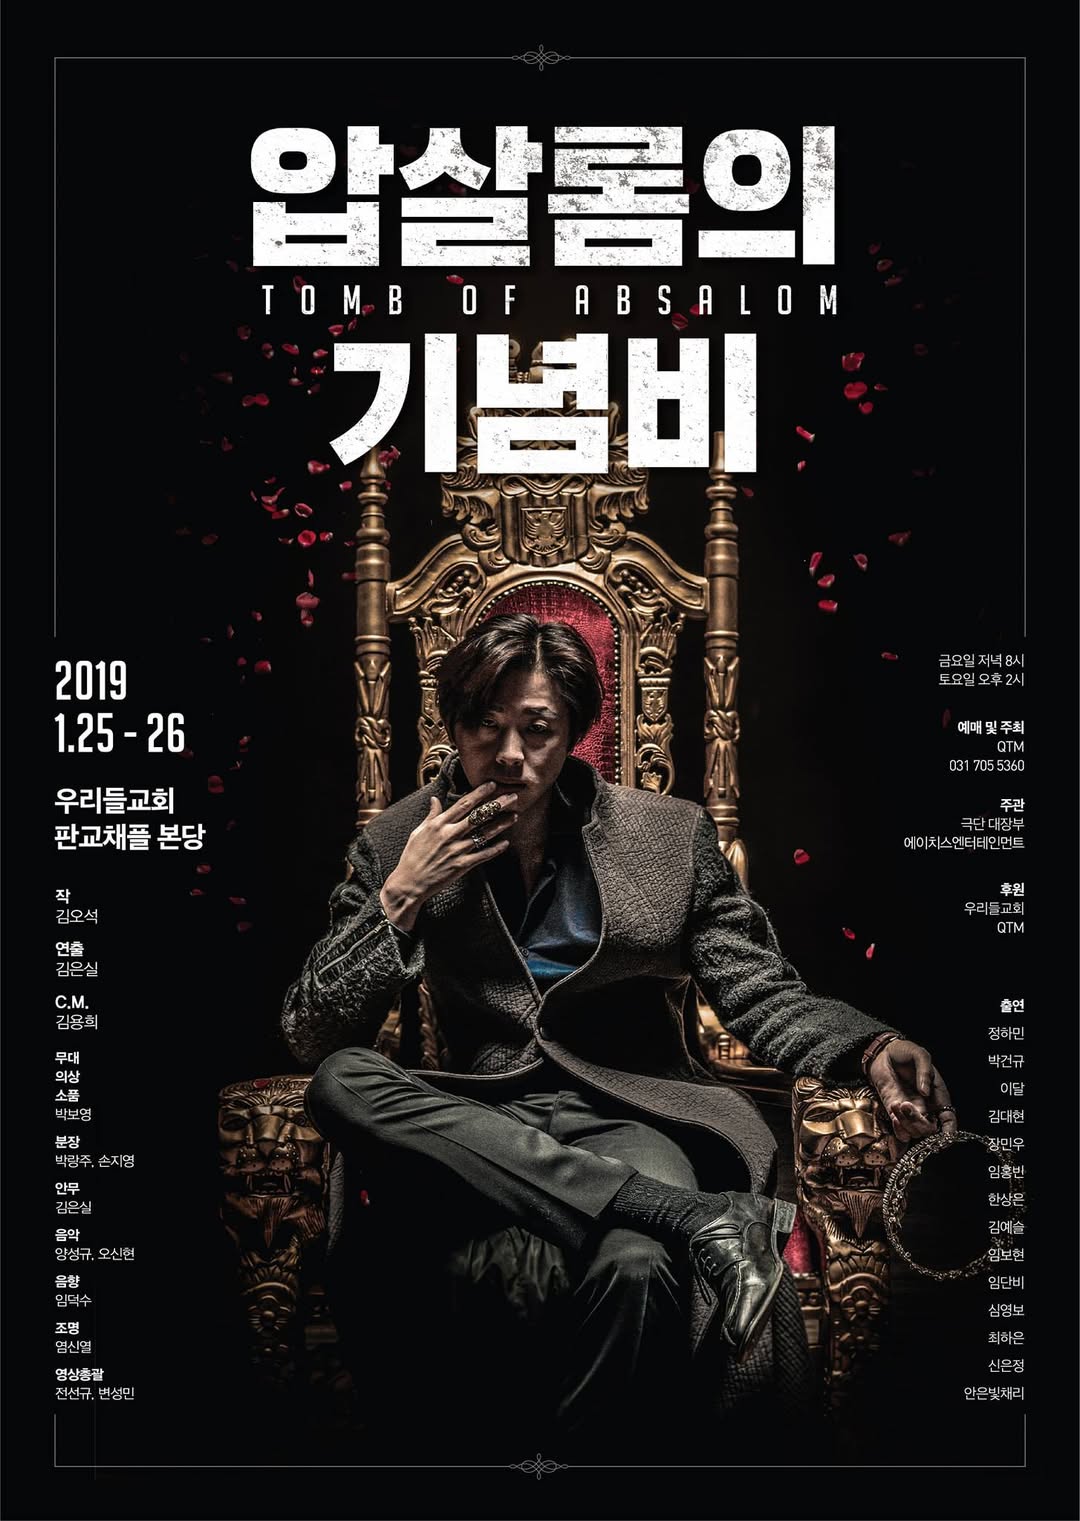 압살롬의
TOMB OF ABSALOM
기념비
2019
1.25 - 26
우리들교회
판교채플 본당
작
김오석
연출
김은실
C.M.
김용희
무대
의상
소품
박보영
분장
박랑주, 손지영
안무
김은실
음악
양성규, 오신현
음향
임덕수
조명
염신열
영상총괄
전선규, 변성민
금요일 저녁 8시
토요일 오후 2시
예매 및 주최
QTM
031 705 5360
주관
극단 대장부
에이치스엔터테인먼트
후원
우리들교회
QTM
출연
정하민
박건규
이달
김대현
장민우
임홍빈
한상은
김예슬
임보현
임단비
심영보
최하은
신은정
안은빛채리